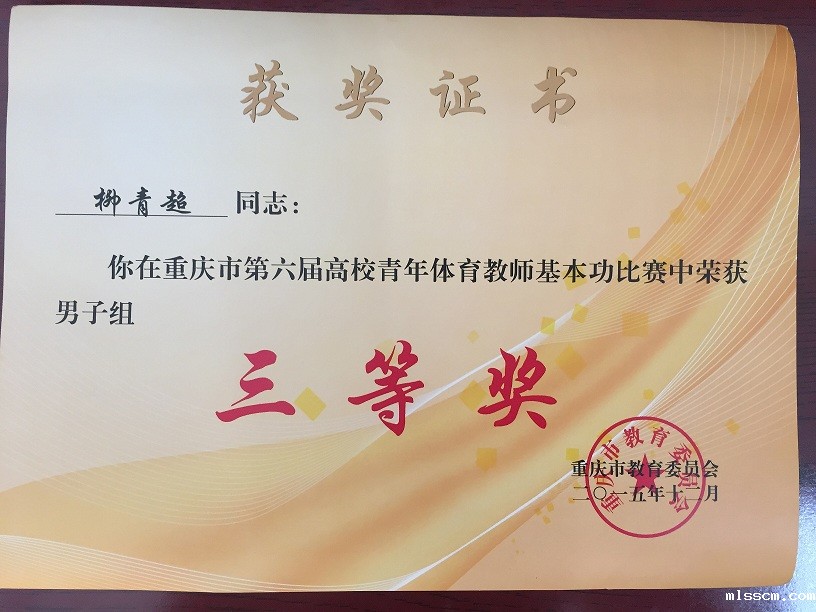 获奖证书
柳青超 同志：
你在重庆市第六届高校青年体育教师基本功比赛中荣获
男子组
三等奖
重庆市教育委员会
二〇一五年十二月
重庆市教育委员会
mlsscm.com